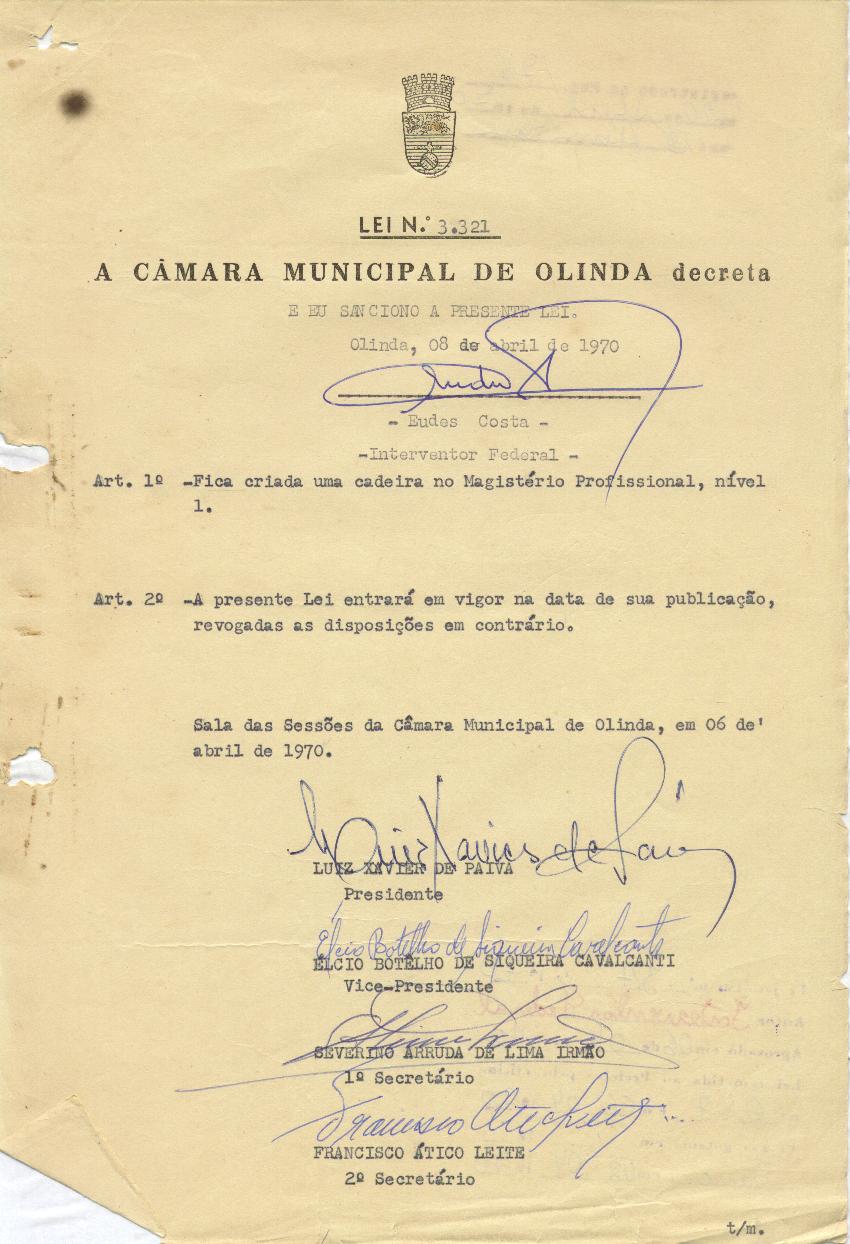 LEI N.º 3.321
A CÂMARA MUNICIPAL DE OLINDA decreta
E EU SANCIONO A PRESENTE LEI.
Olinda, 08 de abril de 1970
- Eudes Costa -
-Interventor Federal -
Art. 1º -Fica criada uma cadeira no Magistério Profissional, nível
1.
Art. 2º -A presente Lei entrará em vigor na data de sua publicação,
revogadas as disposições em contrário.
Sala das Sessões da Câmara Municipal de Olinda, em 06 de'
abril de 1970.
Luiz Xavier de Paiva
LUIZ XAVIER DE PAIVA
Presidente
Élcio Botelho de Siqueira Cavalcanti
ÉLCIO BOTELHO DE SIQUEIRA CAVALCANTI
Vice-Presidente
SEVERINO ARRUDA DE LIMA IRMÃO
1º Secretário
Francisco Ático Leite
FRANCISCO ÁTICO LEITE
2º Secretário
t/m.